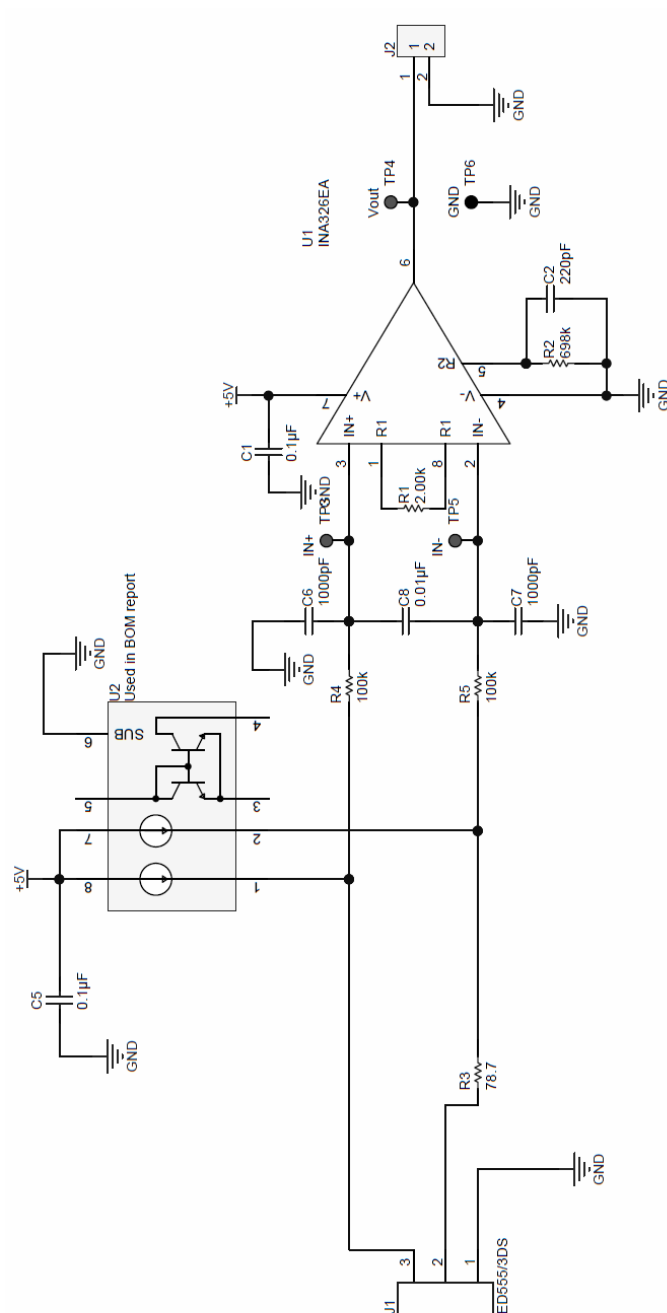 J2
1
2
1
2
GND
TP4
Vout
TP6
GND
GND
U1
INA326EA
6
C2
220pF
R2
698k
R2
5
+5V
7
V+
V-
4
GND
C1
0.1µF
GND
IN+
R1
R1
IN-
3
1
8
2
R1
2.00k
TP3
IN+
TP5
IN-
C6
1000pF
C8
0.01µF
C7
1000pF
GND
GND
GND
U2
Used in BOM report
R4
100k
R5
100k
6
SUB
4
5
3
7
2
8
1
+5V
C5
0.1µF
GND
R3
78.7
GND
3
2
1
J1
ED555/3DS